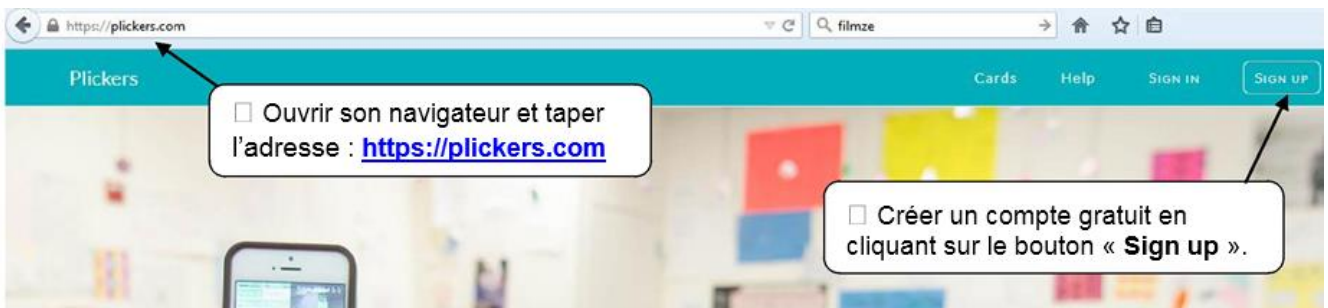 https://plickers.com
filmze
Plickers
Cards Help SIGN IN SIGN UP
□ Ouvrir son navigateur et taper
l’adresse : https://plickers.com
□ Créer un compte gratuit en
cliquant sur le bouton « Sign up ».